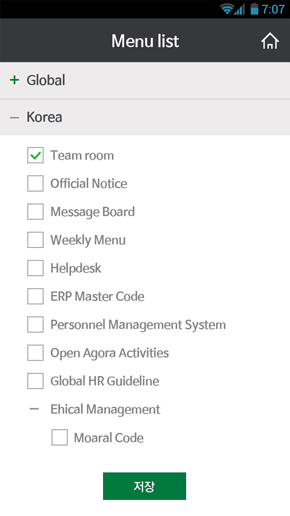 7:07
Menu list
Global
Korea
Team room
Official Notice
Message Board
Weekly Menu
Helpdesk
ERP Master Code
Personnel Management System
Open Agora Activities
Global HR Guideline
Ehical Management
Moaral Code
저장